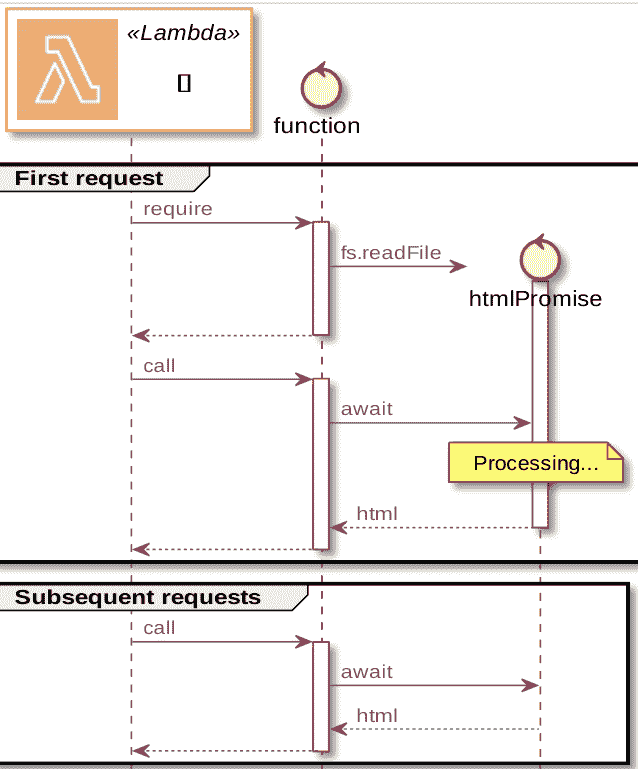 «Lambda»
[]
function
First request
require
fs.readFile
htmlPromise
call
await
Processing...
html
Subsequent requests
call
await
html